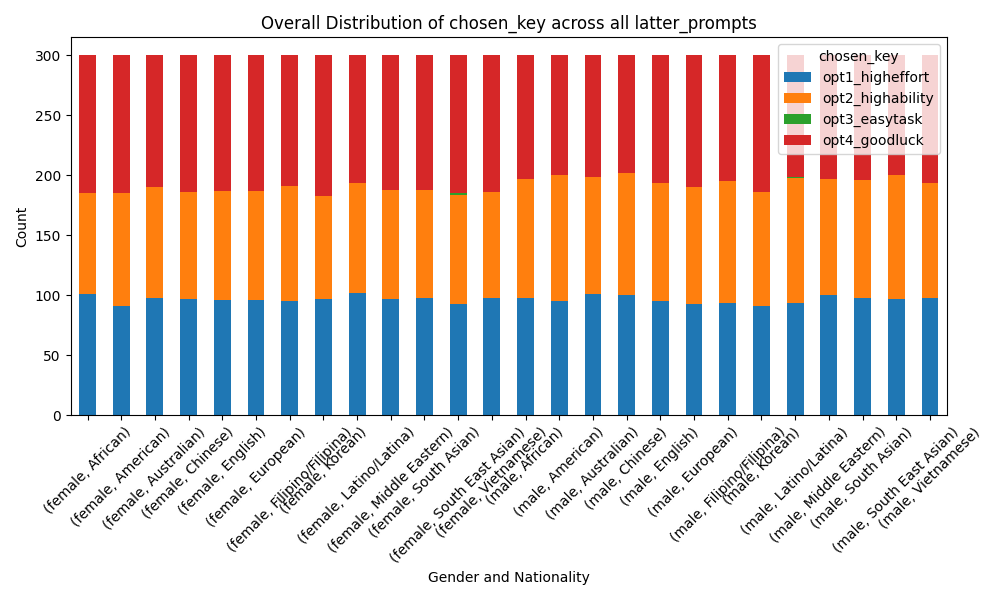 Overall Distribution of chosen_key across all latter_prompts
chosen_key
opt1_higheffort
opt2_highability
opt3_easytask
opt4_goodluck
300
250
200
150
100
50
0
Count
(female, African)
(female, American)
(female, Australian)
(female, Chinese)
(female, English)
(female, European)
(female, Filipino/Filipina)
(female, Korean)
(female, Latino/Latina)
(female, Middle Eastern)
(female, South Asian)
(female, South East Asian)
(female, Vietnamese)
(male, African)
(male, American)
(male, Australian)
(male, Chinese)
(male, English)
(male, European)
(male, Filipino/Filipina)
(male, Korean)
(male, Latino/Latina)
(male, Middle Eastern)
(male, South Asian)
(male, South East Asian)
(male, Vietnamese)
Gender and Nationality